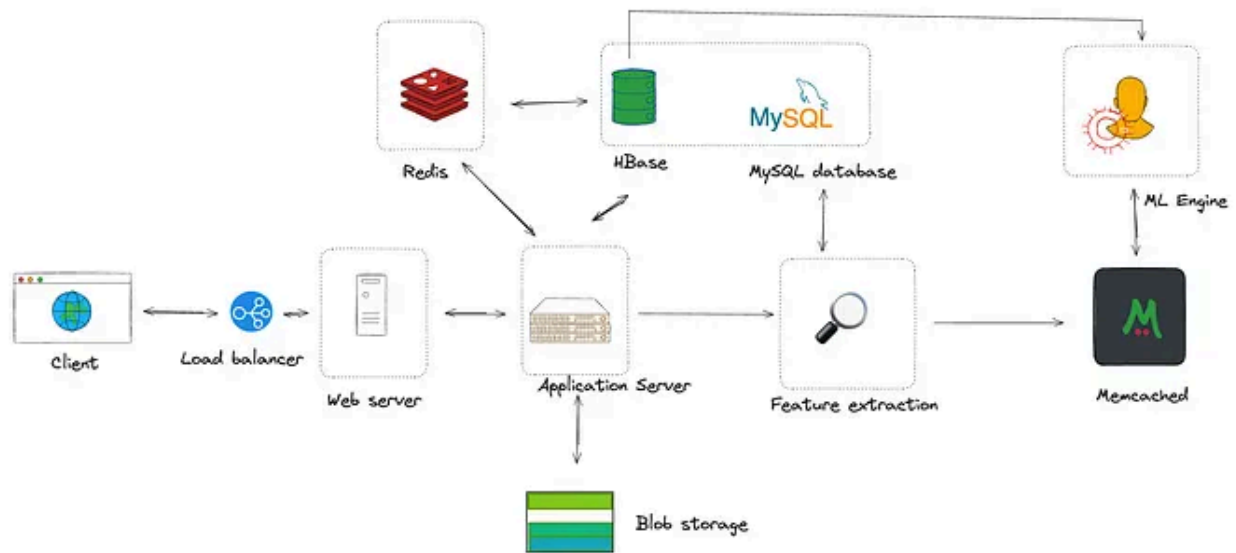 MySQL
Redis
HBase
MySQL database
ML Engine
Client
Load balancer
Web server
Application Server
Feature extraction
Memcached
Blob storage